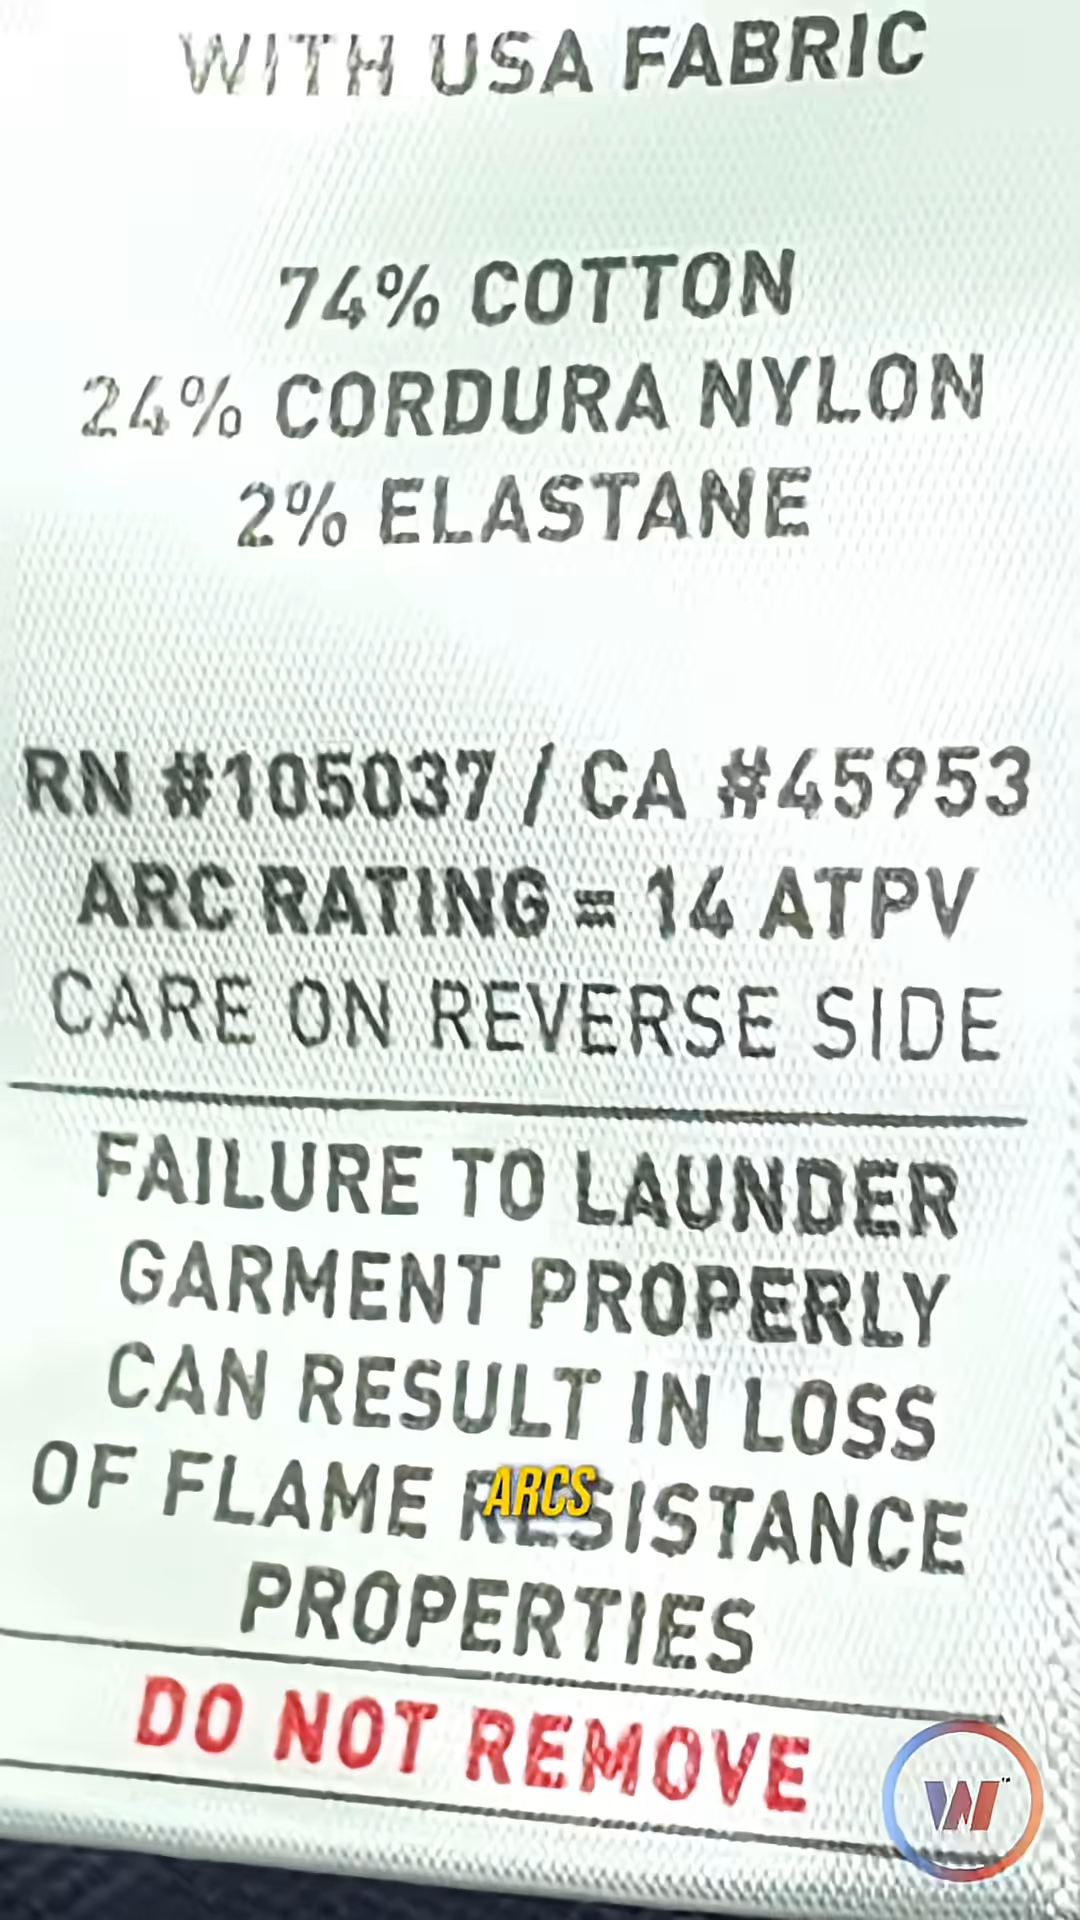 WITH USA FABRIC
74% COTTON
24% CORDURA NYLON
2% ELASTANE
RN #105037 / CA #45953
ARC RATING = 14 ATPV
CARE ON REVERSE SIDE
FAILURE TO LAUNDER
GARMENT PROPERLY
CAN RESULT IN LOSS
OF FLAME RESISTANCE
ARCS
PROPERTIES
DO NOT REMOVE
W™